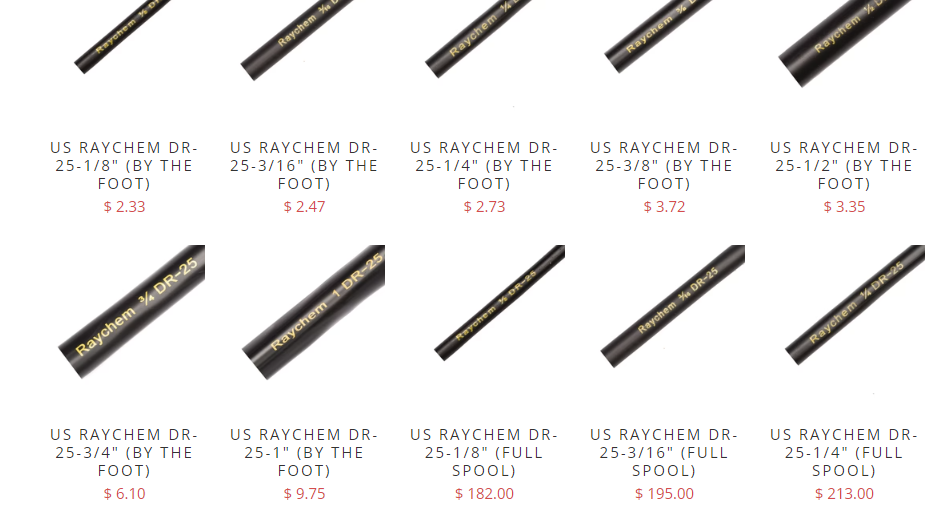 Raychem
Raychem
Raychem
Raychem
Raychem
US RAYCHEM DR-
25-1/8" (BY THE
FOOT)
$ 2.33
US RAYCHEM DR-
25-3/16" (BY THE
FOOT)
$ 2.47
US RAYCHEM DR-
25-1/4" (BY THE
FOOT)
$ 2.73
US RAYCHEM DR-
25-3/8" (BY THE
FOOT)
$ 3.72
US RAYCHEM DR-
25-1/2" (BY THE
FOOT)
$ 3.35
Raychem ¾ DR-25
Raychem 1 DR-25
Raychem ⅛ DR-25
Raychem 3/16 DR-25
Raychem ¼ DR-25
US RAYCHEM DR-
25-3/4" (BY THE
FOOT)
$ 6.10
US RAYCHEM DR-
25-1" (BY THE
FOOT)
$ 9.75
US RAYCHEM DR-
25-1/8" (FULL
SPOOL)
$ 182.00
US RAYCHEM DR-
25-3/16" (FULL
SPOOL)
$ 195.00
US RAYCHEM DR-
25-1/4" (FULL
SPOOL)
$ 213.00